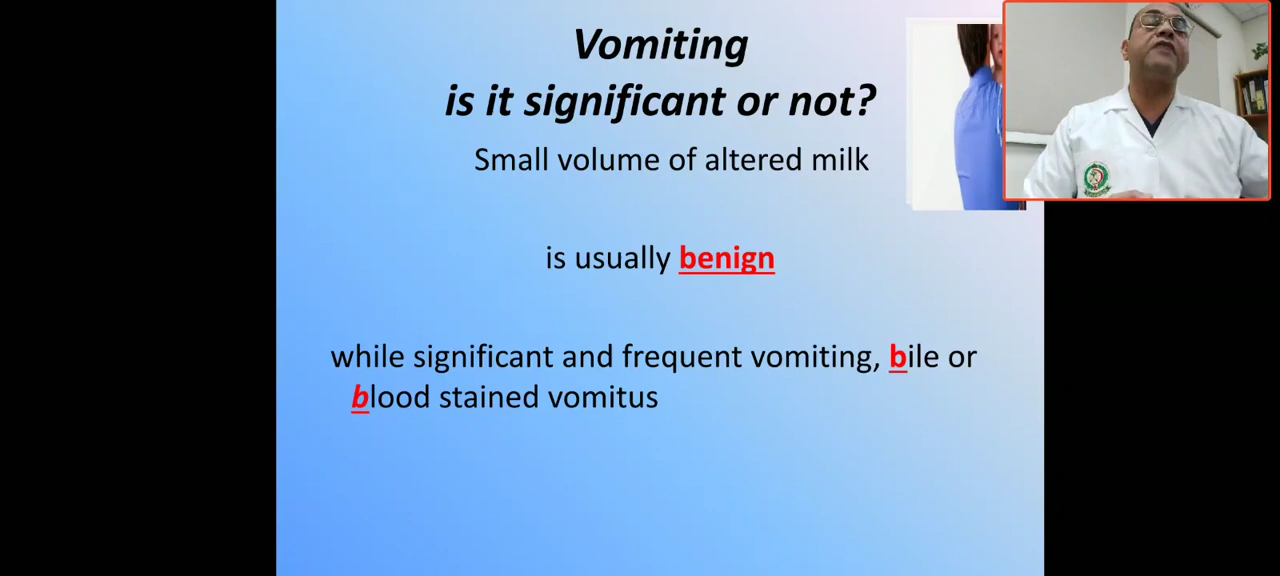 Vomiting
is it significant or not?
Small volume of altered milk
is usually benign
while significant and frequent vomiting, bile or
blood stained vomitus